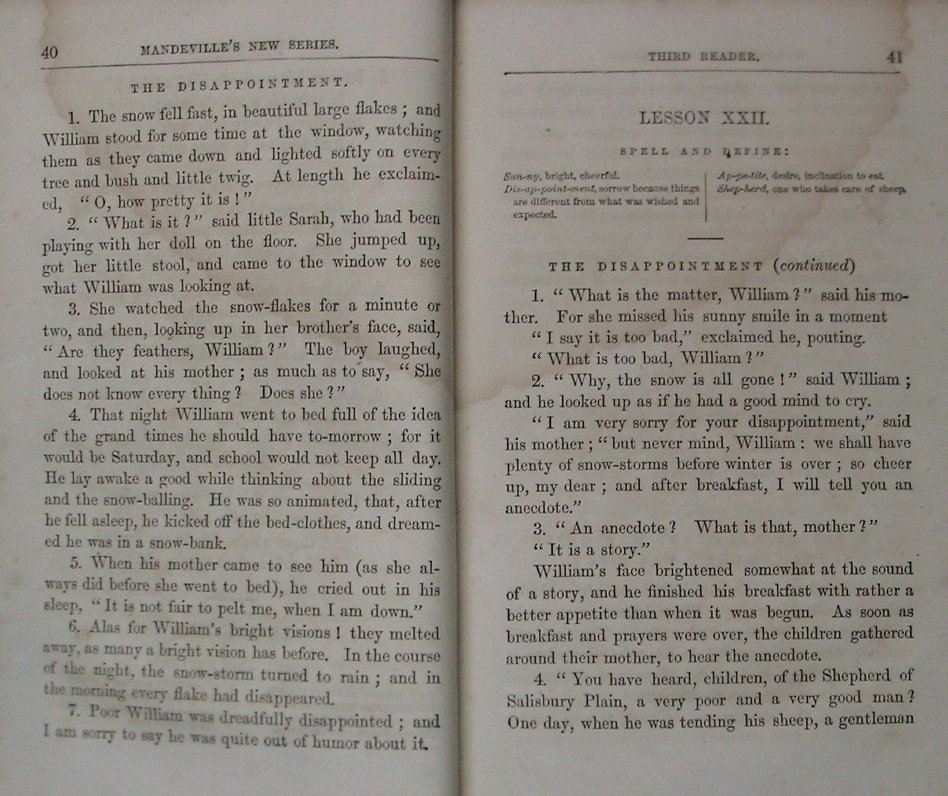 40 MANDEVILLE'S NEW SERIES.
THE DISAPPOINTMENT.
1. The snow fell fast, in beautiful large flakes ; and
William stood for some time at the window, watching
them as they came down and lighted softly on every
tree and bush and little twig. At length he exclaim-
ed, "O, how pretty it is !"
2. "What is it ?" said little Sarah, who had been
playing with her doll on the floor. She jumped up,
got her little stool, and came to the window to see
what William was looking at.
3. She watched the snow-flakes for a minute or
two, and then, looking up in her brother's face, said,
"Are they feathers, William ?" The boy laughed,
and looked at his mother ; as much as to say, "She
does not know every thing ? Does she ?"
4. That night William went to bed full of the idea
of the grand times he should have to-morrow ; for it
would be Saturday, and school would not keep all day.
He lay awake a good while thinking about the sliding
and the snow-balling. He was so animated, that, after
he fell asleep, he kicked off the bed-clothes, and dream-
ed he was in a snow-bank.
5. When his mother came to see him (as she al-
ways did before she went to bed), he cried out in his
sleep, "It is not fair to pelt me, when I am down."
6. Alas for William's bright visions ! they melted
away, as many a bright vision has before. In the course
of the night, the snow-storm turned to rain ; and in
the morning every flake had disappeared.
7. Poor William was dreadfully disappointed ; and
I am sorry to say he was quite out of humor about it.
THIRD READER. 41
LESSON XXII.
SPELL AND DEFINE:
Sun-ny, bright, cheerful.
Dis-ap-point-ment, sorrow because things
are different from what was wished and
expected.
Ap-pe-tite, desire, inclination to eat.
Shep-herd, one who takes care of sheep.
THE DISAPPOINTMENT (continued)
1. "What is the matter, William ?" said his mo-
ther. For she missed his sunny smile in a moment
"I say it is too bad," exclaimed he, pouting.
"What is too bad, William ?"
2. "Why, the snow is all gone !" said William ;
and he looked up as if he had a good mind to cry.
"I am very sorry for your disappointment," said
his mother ; "but never mind, William : we shall have
plenty of snow-storms before winter is over ; so cheer
up, my dear ; and after breakfast, I will tell you an
anecdote."
3. "An anecdote ? What is that, mother ?"
"It is a story."
William's face brightened somewhat at the sound
of a story, and he finished his breakfast with rather a
better appetite than when it was begun. As soon as
breakfast and prayers were over, the children gathered
around their mother, to hear the anecdote.
4. "You have heard, children, of the Shepherd of
Salisbury Plain, a very poor and a very good man ?
One day, when he was tending his sheep, a gentleman